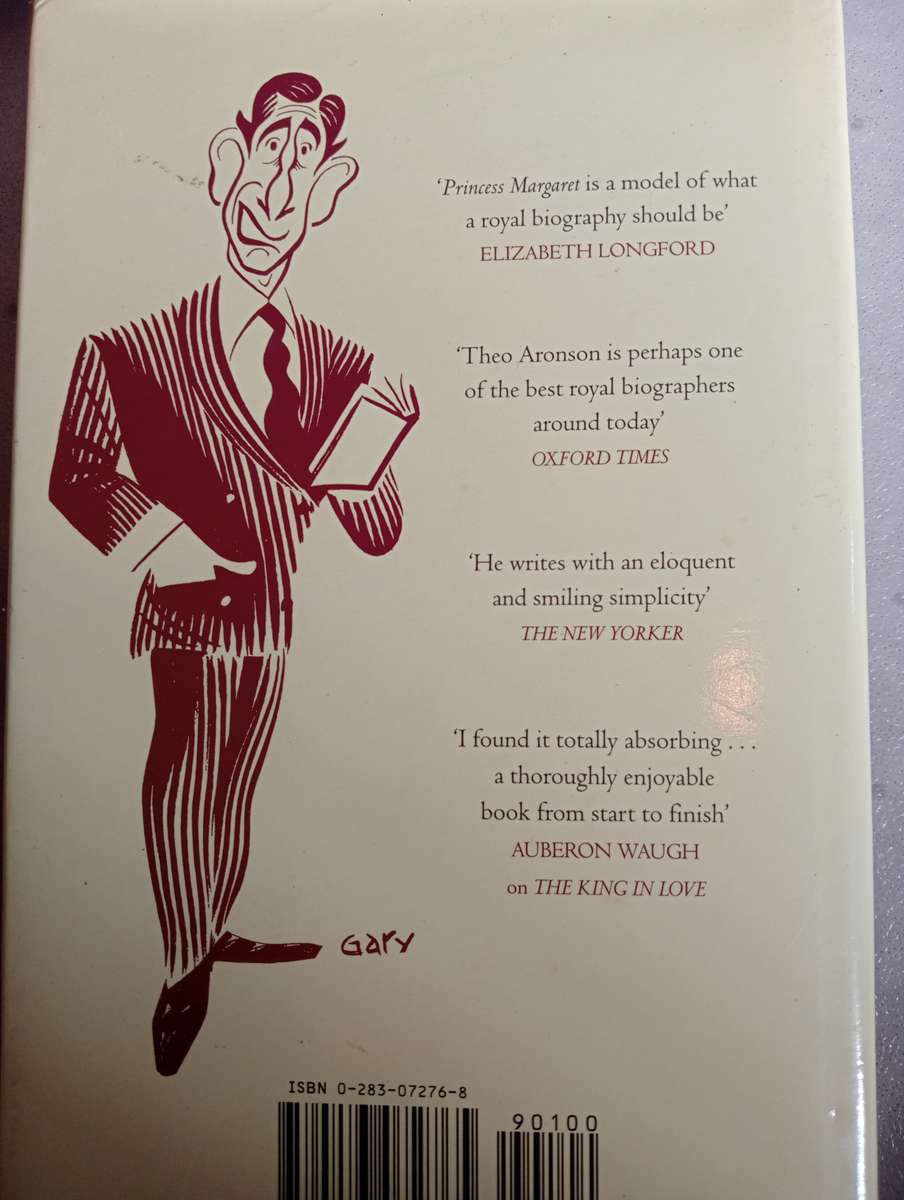 ‘Princess Margaret is a model of what
a royal biography should be’
ELIZABETH LONGFORD
‘Theo Aronson is perhaps one
of the best royal biographers
around today’
OXFORD TIMES
‘He writes with an eloquent
and smiling simplicity’
THE NEW YORKER
‘I found it totally absorbing . . .
a thoroughly enjoyable
book from start to finish’
AUBERON WAUGH
on THE KING IN LOVE
Gary
ISBN 0-283-07276-8
90100